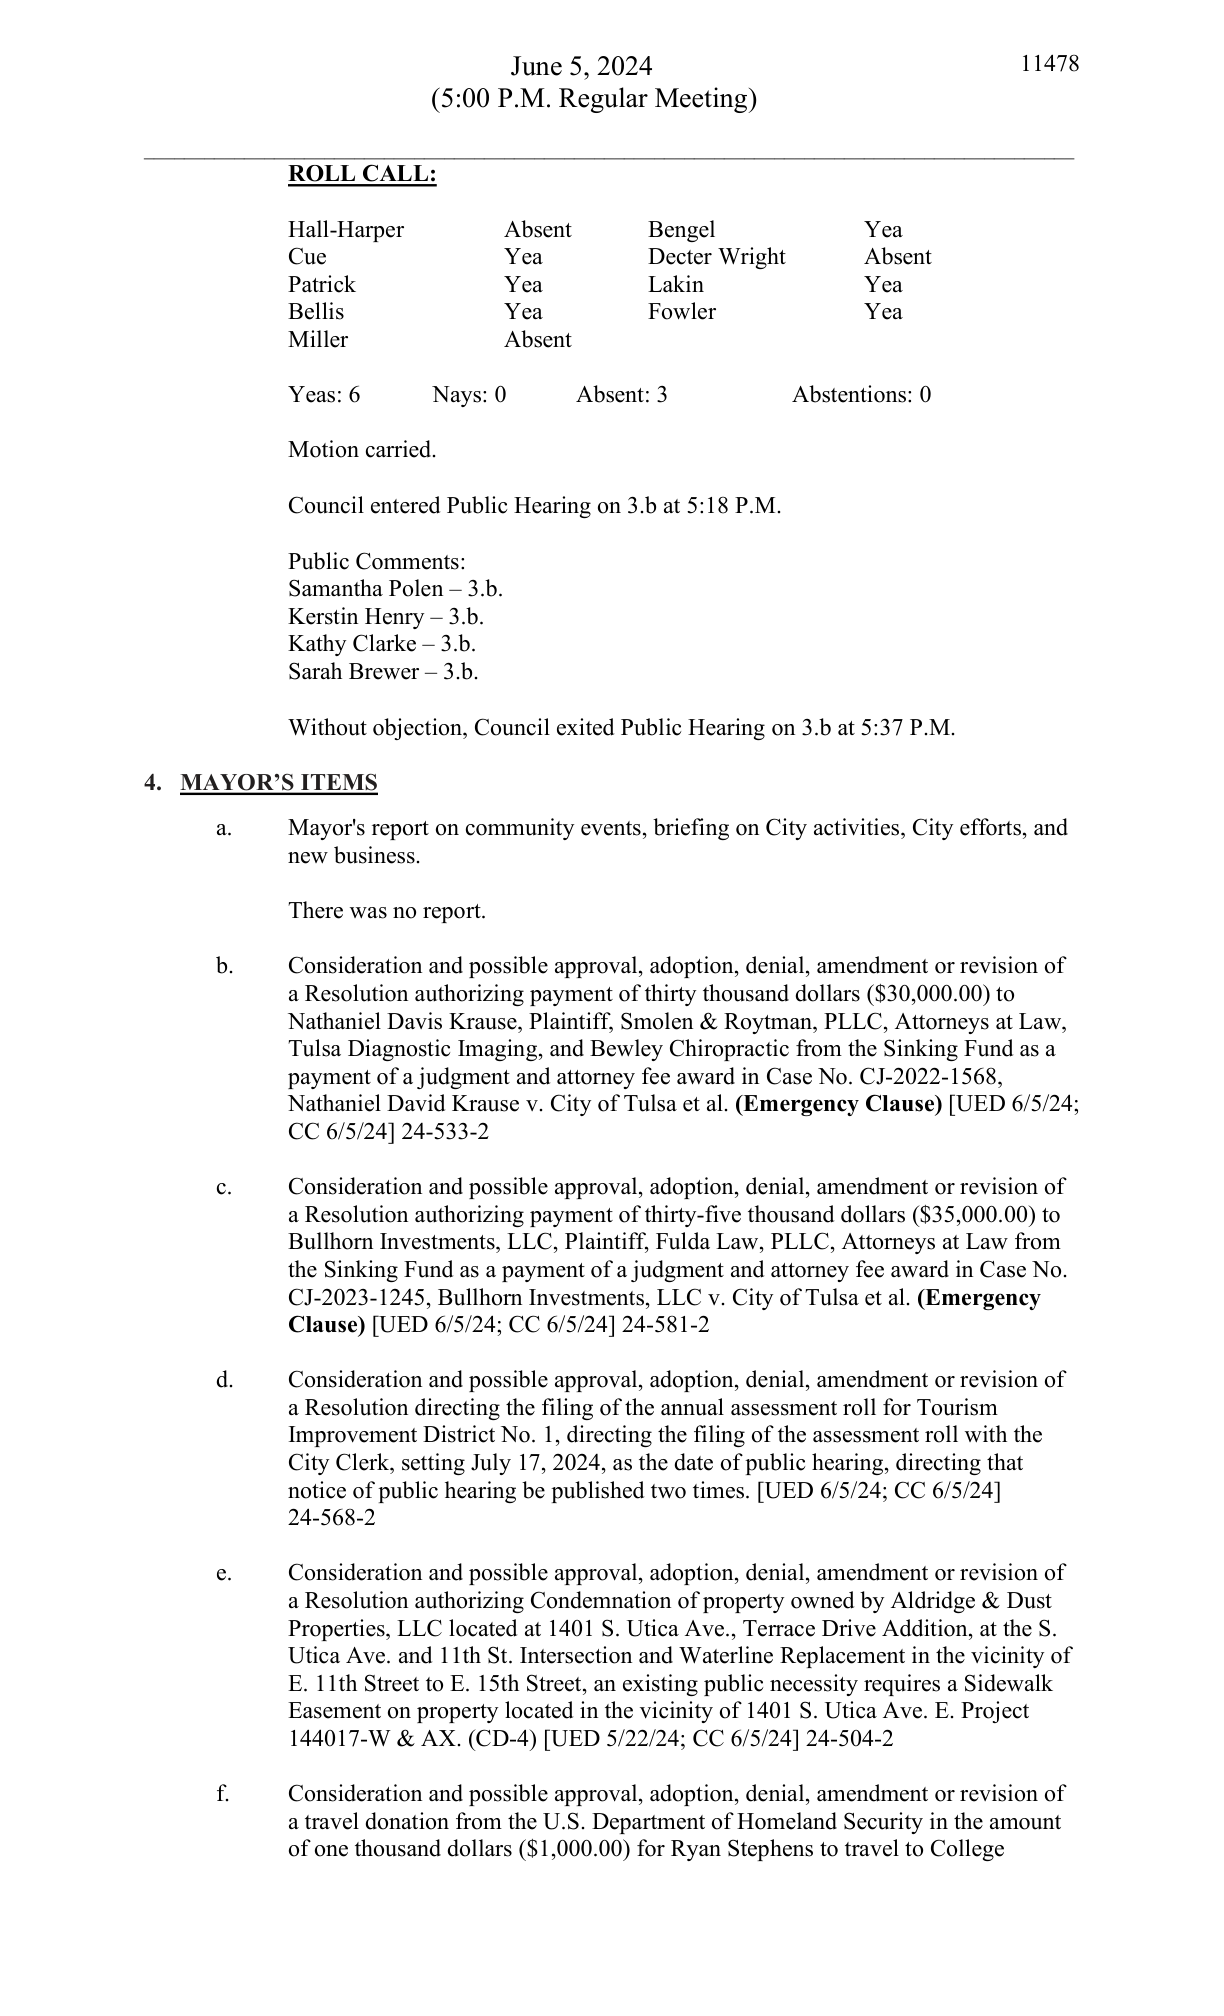 June 5, 2024 11478
(5:00 P.M. Regular Meeting)
ROLL CALL:
Hall-Harper Absent Bengel Yea
Cue Yea Decter Wright Absent
Patrick Yea Lakin Yea
Bellis Yea Fowler Yea
Miller Absent
Yeas: 6 Nays: 0 Absent: 3 Abstentions: 0
Motion carried.
Council entered Public Hearing on 3.b at 5:18 P.M.
Public Comments:
Samantha Polen – 3.b.
Kerstin Henry – 3.b.
Kathy Clarke – 3.b.
Sarah Brewer – 3.b.
Without objection, Council exited Public Hearing on 3.b at 5:37 P.M.
4. MAYOR’S ITEMS
a. Mayor's report on community events, briefing on City activities, City efforts, and
new business.
There was no report.
b. Consideration and possible approval, adoption, denial, amendment or revision of
a Resolution authorizing payment of thirty thousand dollars ($30,000.00) to
Nathaniel Davis Krause, Plaintiff, Smolen & Roytman, PLLC, Attorneys at Law,
Tulsa Diagnostic Imaging, and Bewley Chiropractic from the Sinking Fund as a
payment of a judgment and attorney fee award in Case No. CJ-2022-1568,
Nathaniel David Krause v. City of Tulsa et al. (Emergency Clause) [UED 6/5/24;
CC 6/5/24] 24-533-2
c. Consideration and possible approval, adoption, denial, amendment or revision of
a Resolution authorizing payment of thirty-five thousand dollars ($35,000.00) to
Bullhorn Investments, LLC, Plaintiff, Fulda Law, PLLC, Attorneys at Law from
the Sinking Fund as a payment of a judgment and attorney fee award in Case No.
CJ-2023-1245, Bullhorn Investments, LLC v. City of Tulsa et al. (Emergency
Clause) [UED 6/5/24; CC 6/5/24] 24-581-2
d. Consideration and possible approval, adoption, denial, amendment or revision of
a Resolution directing the filing of the annual assessment roll for Tourism
Improvement District No. 1, directing the filing of the assessment roll with the
City Clerk, setting July 17, 2024, as the date of public hearing, directing that
notice of public hearing be published two times. [UED 6/5/24; CC 6/5/24]
24-568-2
e. Consideration and possible approval, adoption, denial, amendment or revision of
a Resolution authorizing Condemnation of property owned by Aldridge & Dust
Properties, LLC located at 1401 S. Utica Ave., Terrace Drive Addition, at the S.
Utica Ave. and 11th St. Intersection and Waterline Replacement in the vicinity of
E. 11th Street to E. 15th Street, an existing public necessity requires a Sidewalk
Easement on property located in the vicinity of 1401 S. Utica Ave. E. Project
144017-W & AX. (CD-4) [UED 5/22/24; CC 6/5/24] 24-504-2
f. Consideration and possible approval, adoption, denial, amendment or revision of
a travel donation from the U.S. Department of Homeland Security in the amount
of one thousand dollars ($1,000.00) for Ryan Stephens to travel to College